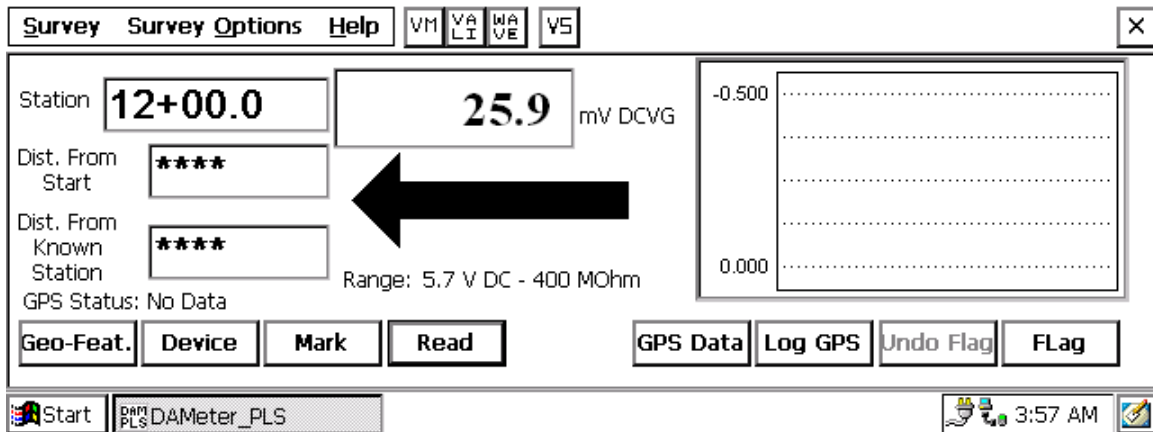 Survey Survey Options Help VM VA LI WA VE VS
Station 12+00.0 25.9 mV DCVG
-0.500
Dist. From Start ****
Dist. From Known Station ****
0.000
Range: 5.7 V DC - 400 MOhm
GPS Status: No Data
Geo-Feat. Device Mark Read GPS Data Log GPS Undo Flag FLag
Start DAM PLS DAMeter_PLS 3:57 AM